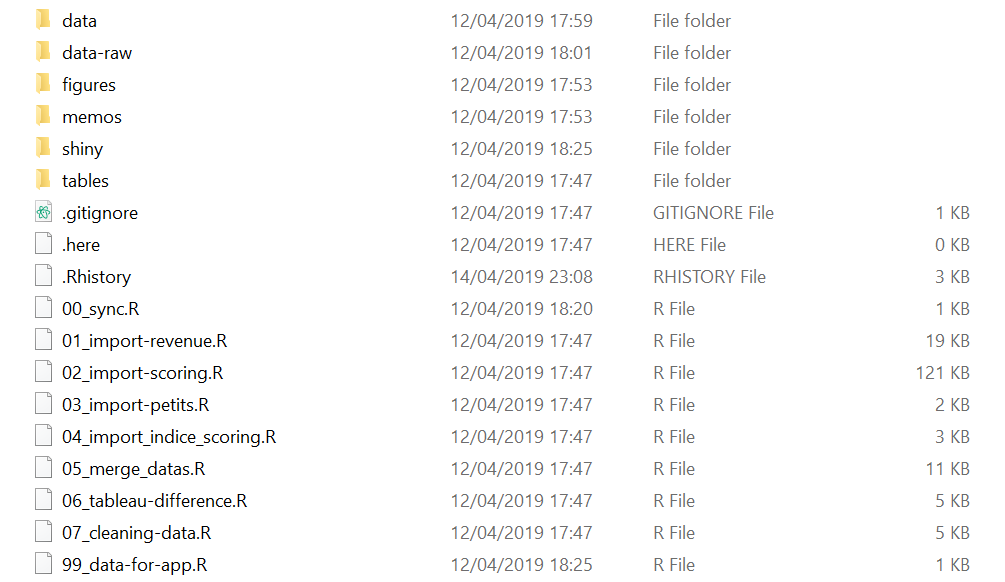 data 12/04/2019 17:59 File folder
data-raw 12/04/2019 18:01 File folder
figures 12/04/2019 17:53 File folder
memos 12/04/2019 17:53 File folder
shiny 12/04/2019 18:25 File folder
tables 12/04/2019 17:47 File folder
.gitignore 12/04/2019 17:47 GITIGNORE File 1 KB
.here 12/04/2019 17:47 HERE File 0 KB
.Rhistory 14/04/2019 23:08 RHISTORY File 3 KB
00_sync.R 12/04/2019 18:20 R File 1 KB
01_import-revenue.R 12/04/2019 17:47 R File 19 KB
02_import-scoring.R 12/04/2019 17:47 R File 121 KB
03_import-petits.R 12/04/2019 17:47 R File 2 KB
04_import_indice_scoring.R 12/04/2019 17:47 R File 3 KB
05_merge_datas.R 12/04/2019 17:47 R File 11 KB
06_tableau-difference.R 12/04/2019 17:47 R File 5 KB
07_cleaning-data.R 12/04/2019 17:47 R File 5 KB
99_data-for-app.R 12/04/2019 18:25 R File 1 KB